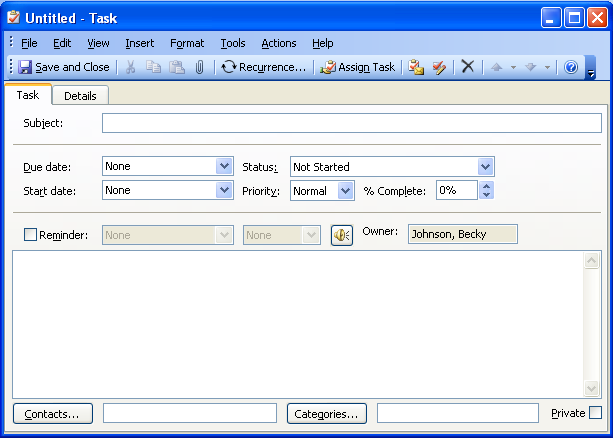 Untitled - Task
File Edit View Insert Format Tools Actions Help
Save and Close Recurrence... Assign Task
Task Details
Subject:
Due date: None Status: Not Started
Start date: None Priority: Normal % Complete: 0%
Reminder: None None Owner: Johnson, Becky
Contacts... Categories... Private